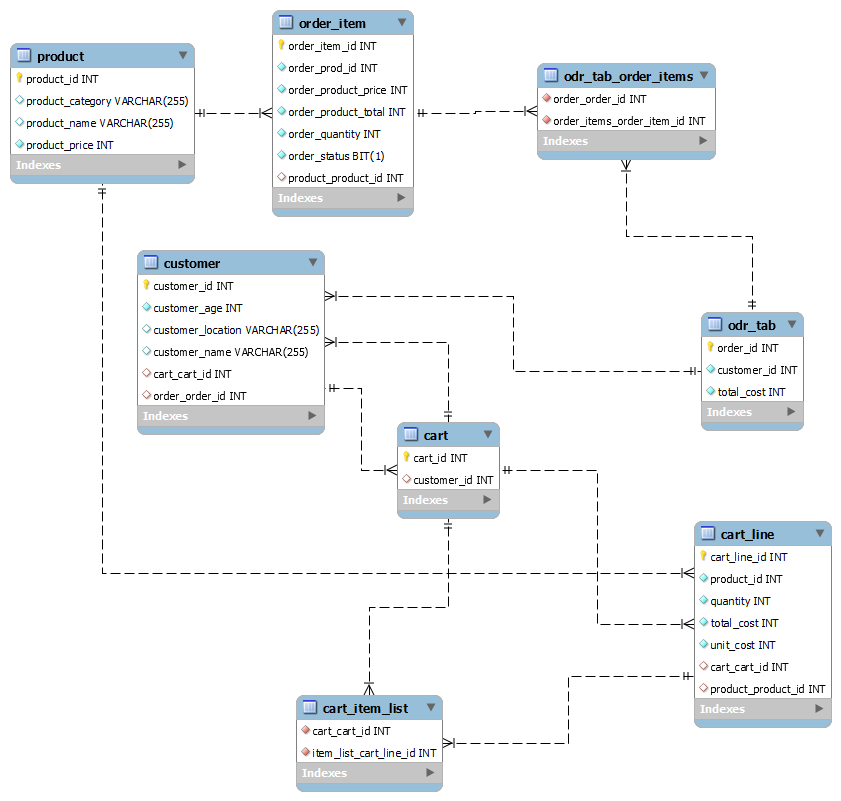 product
product_id INT
product_category VARCHAR(255)
product_name VARCHAR(255)
product_price INT
Indexes
order_item
order_item_id INT
order_prod_id INT
order_product_price INT
order_product_total INT
order_quantity INT
order_status BIT(1)
product_product_id INT
Indexes
odr_tab_order_items
order_order_id INT
order_items_order_item_id INT
Indexes
customer
customer_id INT
customer_age INT
customer_location VARCHAR(255)
customer_name VARCHAR(255)
cart_cart_id INT
order_order_id INT
Indexes
odr_tab
order_id INT
customer_id INT
total_cost INT
Indexes
cart
cart_id INT
customer_id INT
Indexes
cart_line
cart_line_id INT
product_id INT
quantity INT
total_cost INT
unit_cost INT
cart_cart_id INT
product_product_id INT
Indexes
cart_item_list
cart_cart_id INT
item_list_cart_line_id INT
Indexes